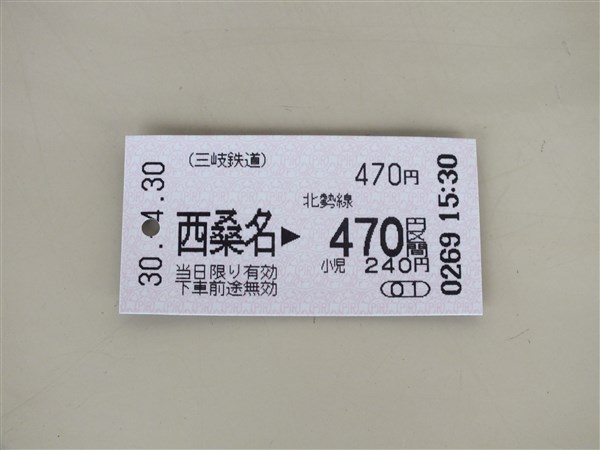 30.-4.30
(三岐鉄道)
470円
北勢線
西桑名▶470円区間
小児 240円
当日限り有効
下車前途無効
01
0269 15:30